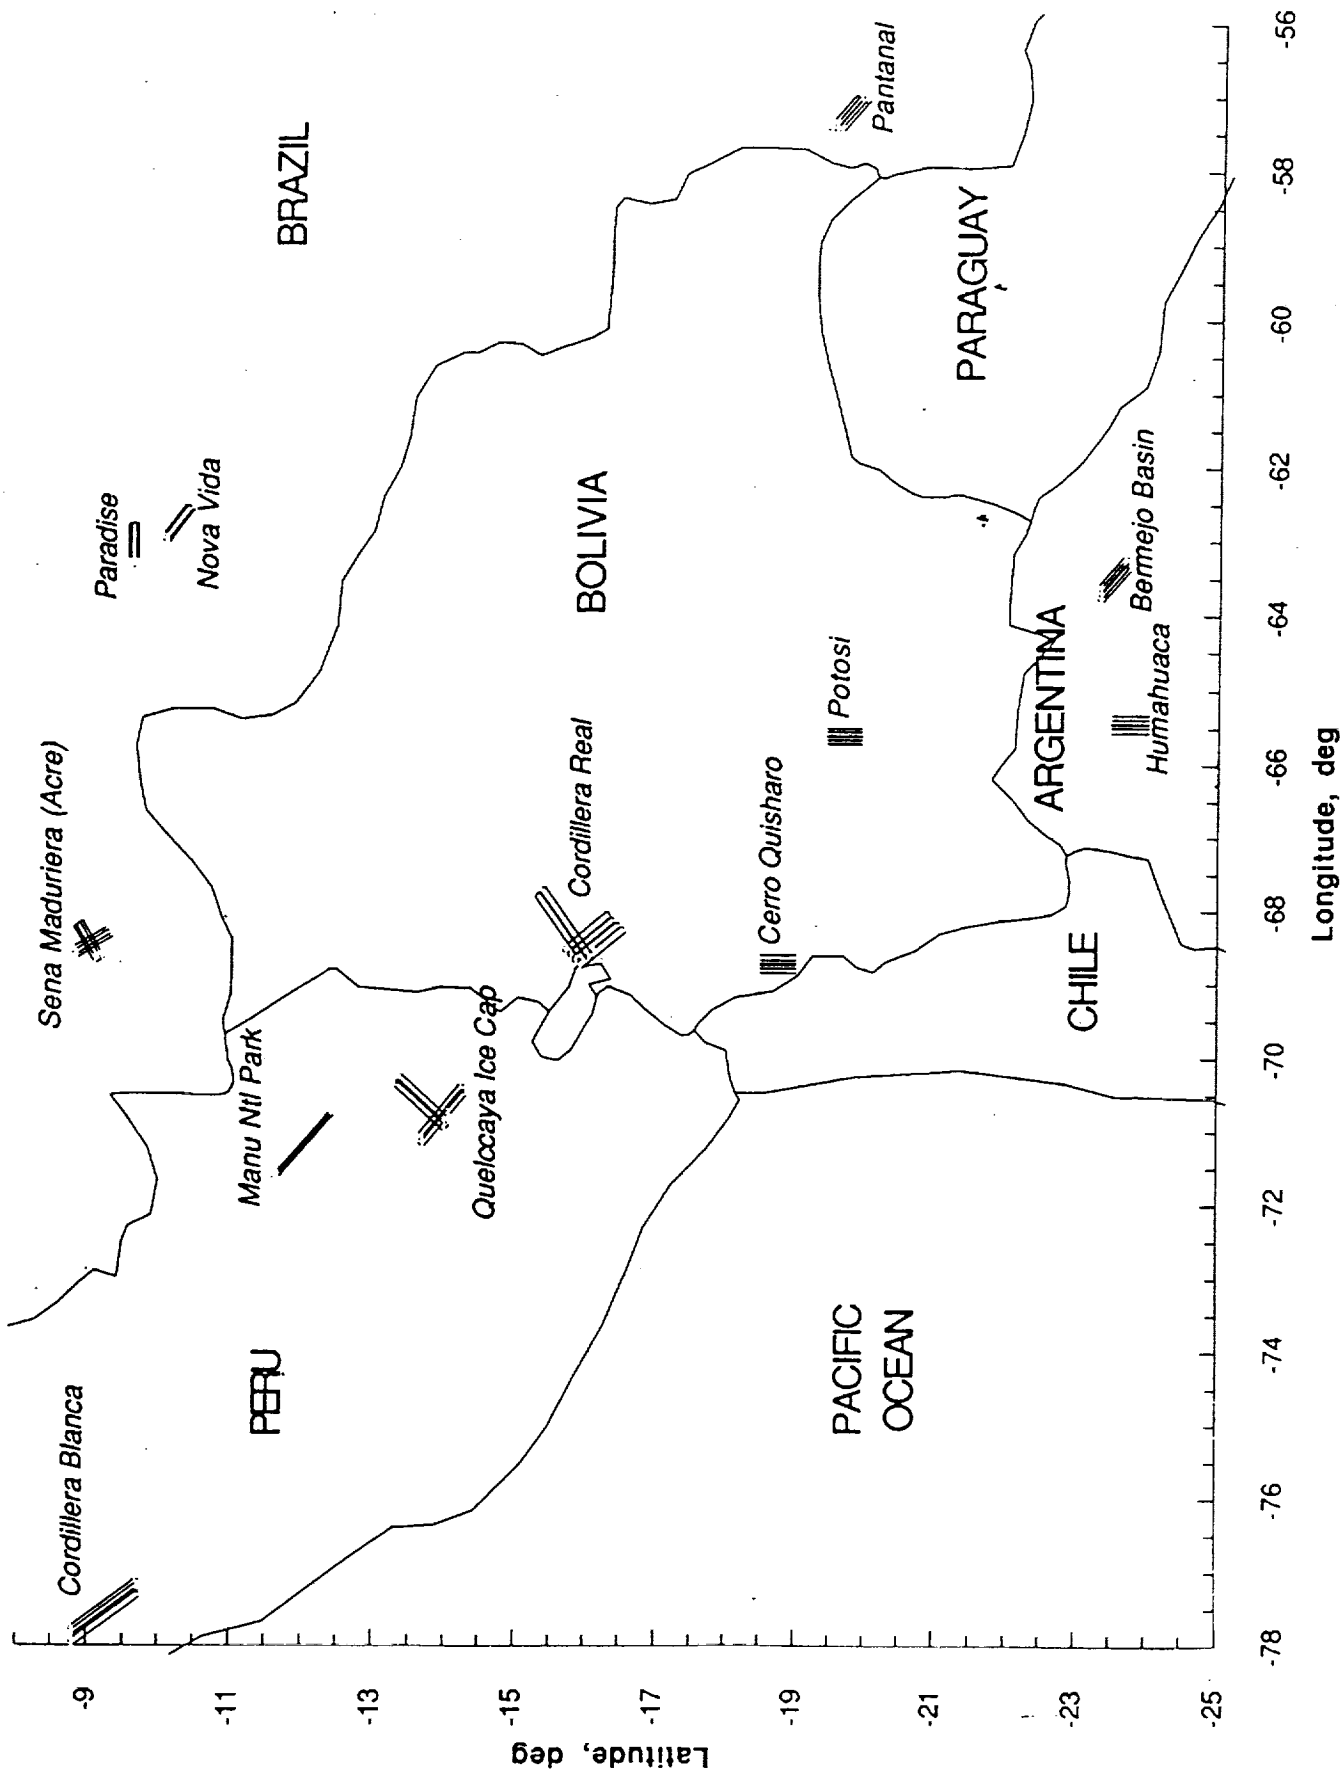 Cordillera Blanca
Sena Maduriera (Acre)
Paradise
Nova Vida
BRAZIL
Manu Ntl Park
PERU
Quelccaya Ice Cap
Cordillera Real
BOLIVIA
Cerro Quisharo
Potosi
Pantanal
PARAGUAY
PACIFIC
OCEAN
CHILE
ARGENTINA
Humahuaca
Bermejo Basin
Latitude, deg
-9
-11
-13
-15
-17
-19
-21
-23
-25
-78
-76
-74
-72
-70
-68
-66
-64
-62
-60
-58
-56
Longitude, deg